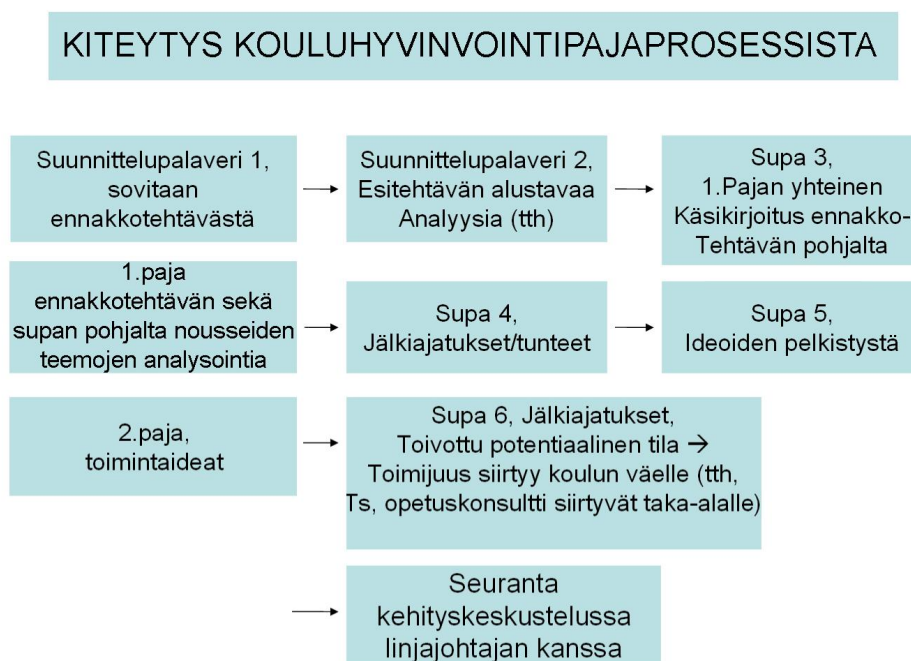 KITEYTYS KOULUHYVINVOINTIPAJAPROSESSISTA
Suunnittelupalaveri 1,
sovitaan
ennakkotehtävästä
Suunnittelupalaveri 2,
Esitehtävän alustavaa
Analyysia (tth)
Supa 3,
1.Pajan yhteinen
Käsikirjoitus ennakko-
Tehtävän pohjalta
1.paja
ennakkotehtävän sekä
supan pohjalta nousseiden
teemojen analysointia
Supa 4,
Jälkiajatukset/tunteet
Supa 5,
Ideoiden pelkistystä
2.paja,
toimintaideat
Supa 6, Jälkiajatukset,
Toivottu potentiaalinen tila →
Toimijuus siirtyy koulun väelle (tth,
Ts, opetuskonsultti siirtyvät taka-alalle)
Seuranta
kehityskeskustelussa
linjajohtajan kanssa